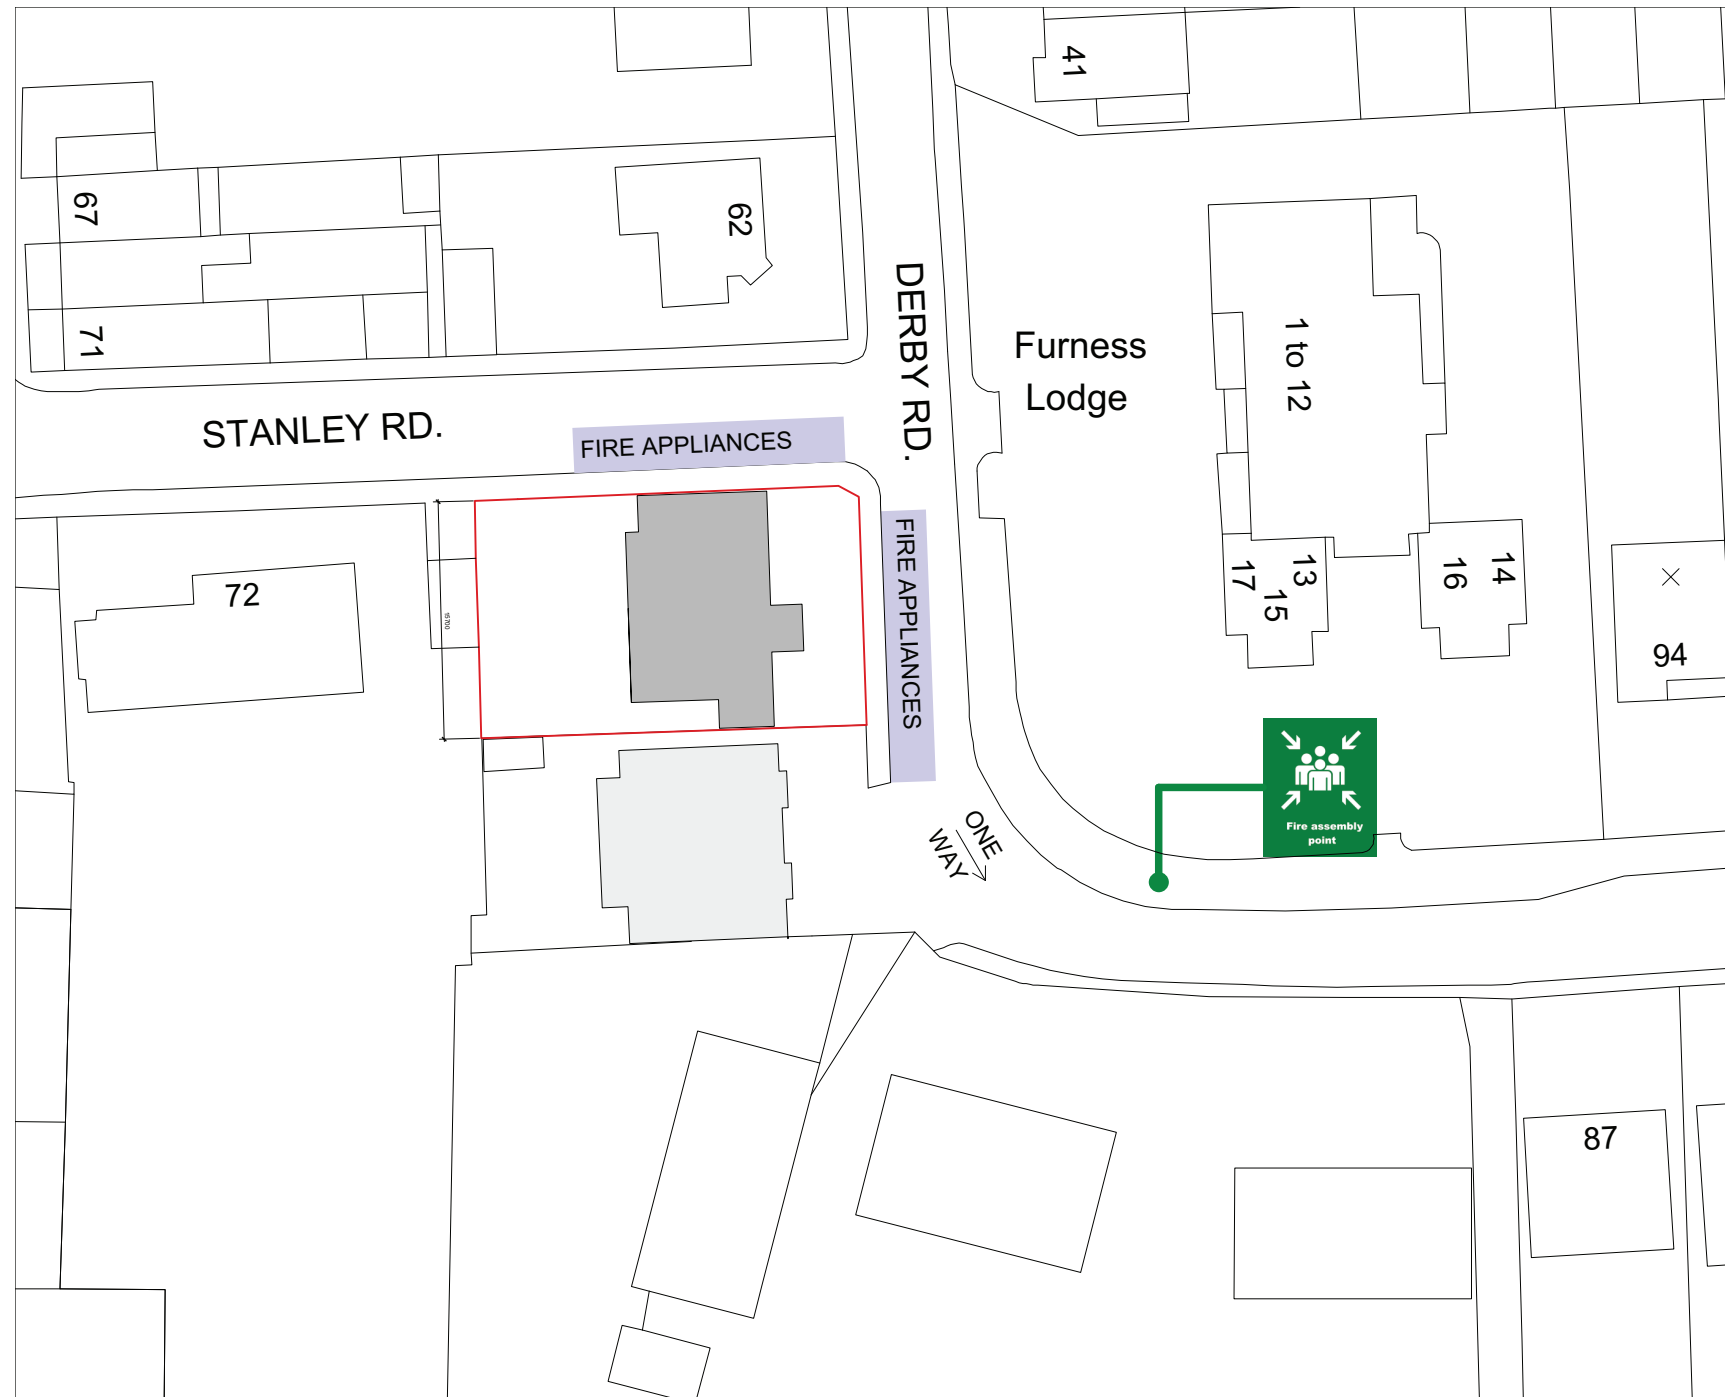 41
67
62
71
DERBY RD.
Furness
Lodge
1 to 12
STANLEY RD.
FIRE APPLIANCES
FIRE APPLIANCES
72
15700
17
13
15
16
14
94
Fire assembly
point
ONE
WAY
87